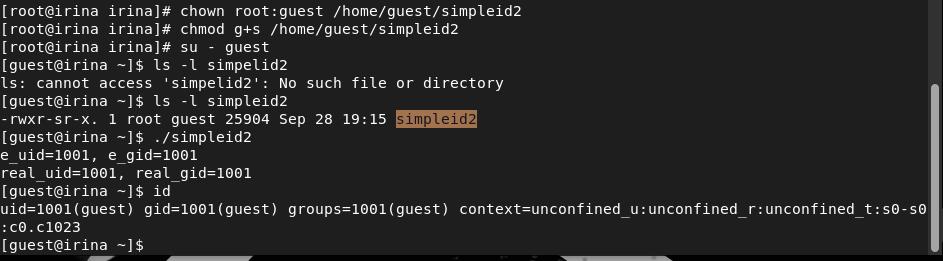 [root@irina irina]# chown root:guest /home/guest/simpleid2
[root@irina irina]# chmod g+s /home/guest/simpleid2
[root@irina irina]# su - guest
[guest@irina ~]$ ls -l simpelid2
ls: cannot access 'simpelid2': No such file or directory
[guest@irina ~]$ ls -l simpleid2
-rwxr-sr-x. 1 root guest 25904 Sep 28 19:15 simpleid2
[guest@irina ~]$ ./simpleid2
e_uid=1001, e_gid=1001
real_uid=1001, real_gid=1001
[guest@irina ~]$ id
uid=1001(guest) gid=1001(guest) groups=1001(guest) context=unconfined_u:unconfined_r:unconfined_t:s0-s0
:c0.c1023
[guest@irina ~]$